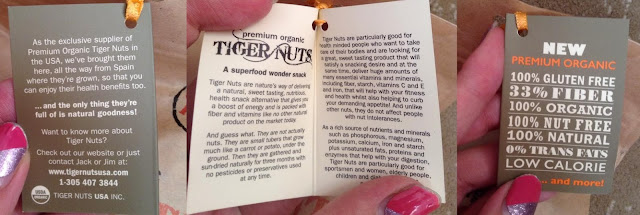 As the exclusive supplier of
Premium Organic Tiger Nuts in
the USA, we've brought them
here, all the way from Spain
where they're grown, so that you
can enjoy their health benefits too.
... and the only thing they're
full of is natural goodness!
Want to know more about
Tiger Nuts?
Check out our website or just
contact Jack or Jim at:
www.tigernutsusa.com
1-305 407 3844
USDA
ORGANIC
TIGER NUTS USA INC.
premium organic
TIGER NUTS
A superfood wonder snack
Tiger Nuts are nature's way of delivering
a natural, sweet tasting, nutrition,
health snack alternative that gives you
a boost of energy and is packed with
fiber and vitamins like no other natural
product on the market today.
And guess what. They are not actually
nuts. They are small tubers that grow
much like a carrot or potato, under the
ground. Then they are gathered and
sun-dried naturally for three months with
no pesticides or preservatives used
at any time.
Tiger Nuts are particularly good for
health minded people who want to take
care of their bodies and are looking for
a great, sweet tasting product that will
satisfy a snacking desire and at the
same time, deliver huge amounts of
many essential vitamins and minerals,
including fiber, starch, vitamins C and E
and iron, that will help with your fitness
and health whilst also helping to curb
your demanding appetite! And unlike
other nuts, they do not affect people
with nut intolerences.
As a rich source of nutrients and minerals
such as phosphorous, magnesium,
potassium, calcium, iron and starch
plus unsaturated fats, proteins and
enzymes that help with your digestion,
Tiger Nuts are particularly good for
sportsmen and women, elderly people,
children and
NEW
PREMIUM ORGANIC
100% GLUTEN FREE
33% FIBER
100% ORGANIC
100% NUT FREE
100% NATURAL
0% TRANS FATS
LOW CALORIE
... and more!